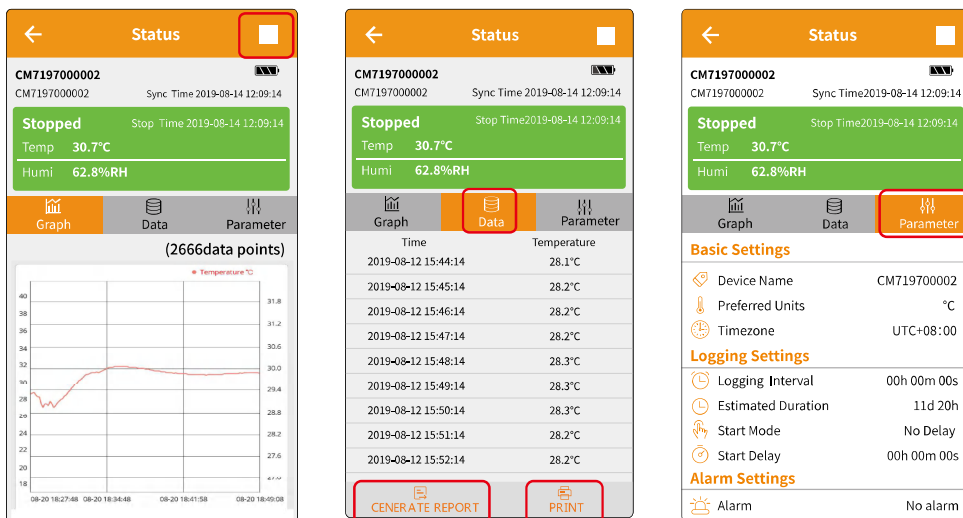 Status
CM7197000002
CM7197000002 Sync Time 2019-08-14 12:09:14
Stopped Stop Time 2019-08-14 12:09:14
Temp 30.7°C
Humi 62.8%RH
Graph Data Parameter
(2666data points)
Temperature °C
40
38
36
34
32
30
28
26
24
22
20
18
31.8
31.2
30.6
30.0
29.4
28.8
28.2
27.6
08-20 18:27:48 08-20 18:34:48 08-20 18:41:58 08-20 18:49:08
Status
CM7197000002
CM7197000002 Sync Time 2019-08-14 12:09:14
Stopped Stop Time2019-08-14 12:09:14
Temp 30.7°C
Humi 62.8%RH
Graph Data Parameter
Time Temperature
2019-08-12 15:44:14 28.1°C
2019-08-12 15:45:14 28.2°C
2019-08-12 15:46:14 28.2°C
2019-08-12 15:47:14 28.2°C
2019-08-12 15:48:14 28.3°C
2019-08-12 15:49:14 28.3°C
2019-08-12 15:50:14 28.3°C
2019-08-12 15:51:14 28.2°C
2019-08-12 15:52:14 28.2°C
CENERATE REPORT PRINT
Status
CM7197000002
CM7197000002 Sync Time2019-08-14 12:09:14
Stopped Stop Time2019-08-14 12:09:14
Temp 30.7°C
Humi 62.8%RH
Graph Data Parameter
Basic Settings
Device Name CM719700002
Preferred Units °C
Timezone UTC+08:00
Logging Settings
Logging Interval 00h 00m 00s
Estimated Duration 11d 20h
Start Mode No Delay
Start Delay 00h 00m 00s
Alarm Settings
Alarm No alarm